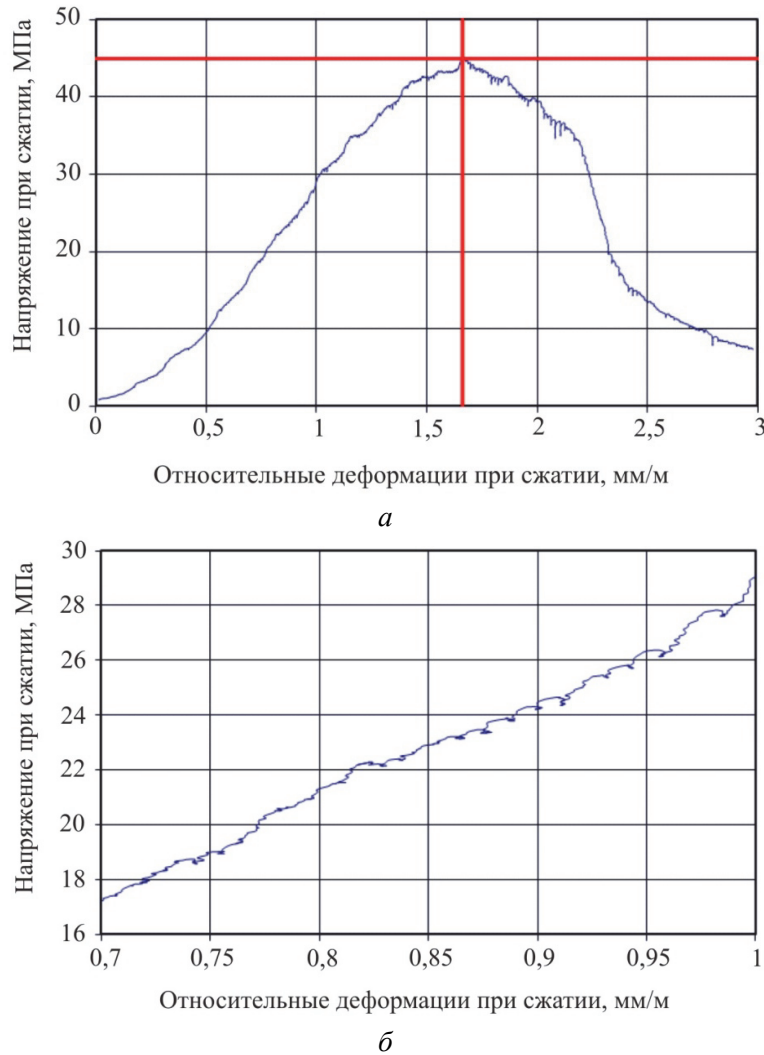 50
40
30
20
10
0
Напряжение при сжатии, МПа
0 0,5 1 1,5 2 2,5 3
Относительные деформации при сжатии, мм/м
а
30
28
26
24
22
20
18
16
Напряжение при сжатии, МПа
0,7 0,75 0,8 0,85 0,9 0,95 1
Относительные деформации при сжатии, мм/м
б